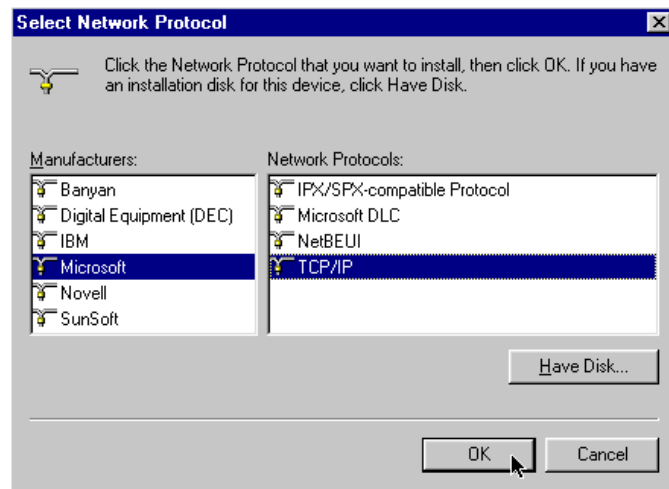 Select Network Protocol
Click the Network Protocol that you want to install, then click OK. If you have
an installation disk for this device, click Have Disk.
Manufacturers:
Banyan
Digital Equipment (DEC)
IBM
Microsoft
Novell
SunSoft
Network Protocols:
IPX/SPX-compatible Protocol
Microsoft DLC
NetBEUI
TCP/IP
Have Disk...
OK
Cancel